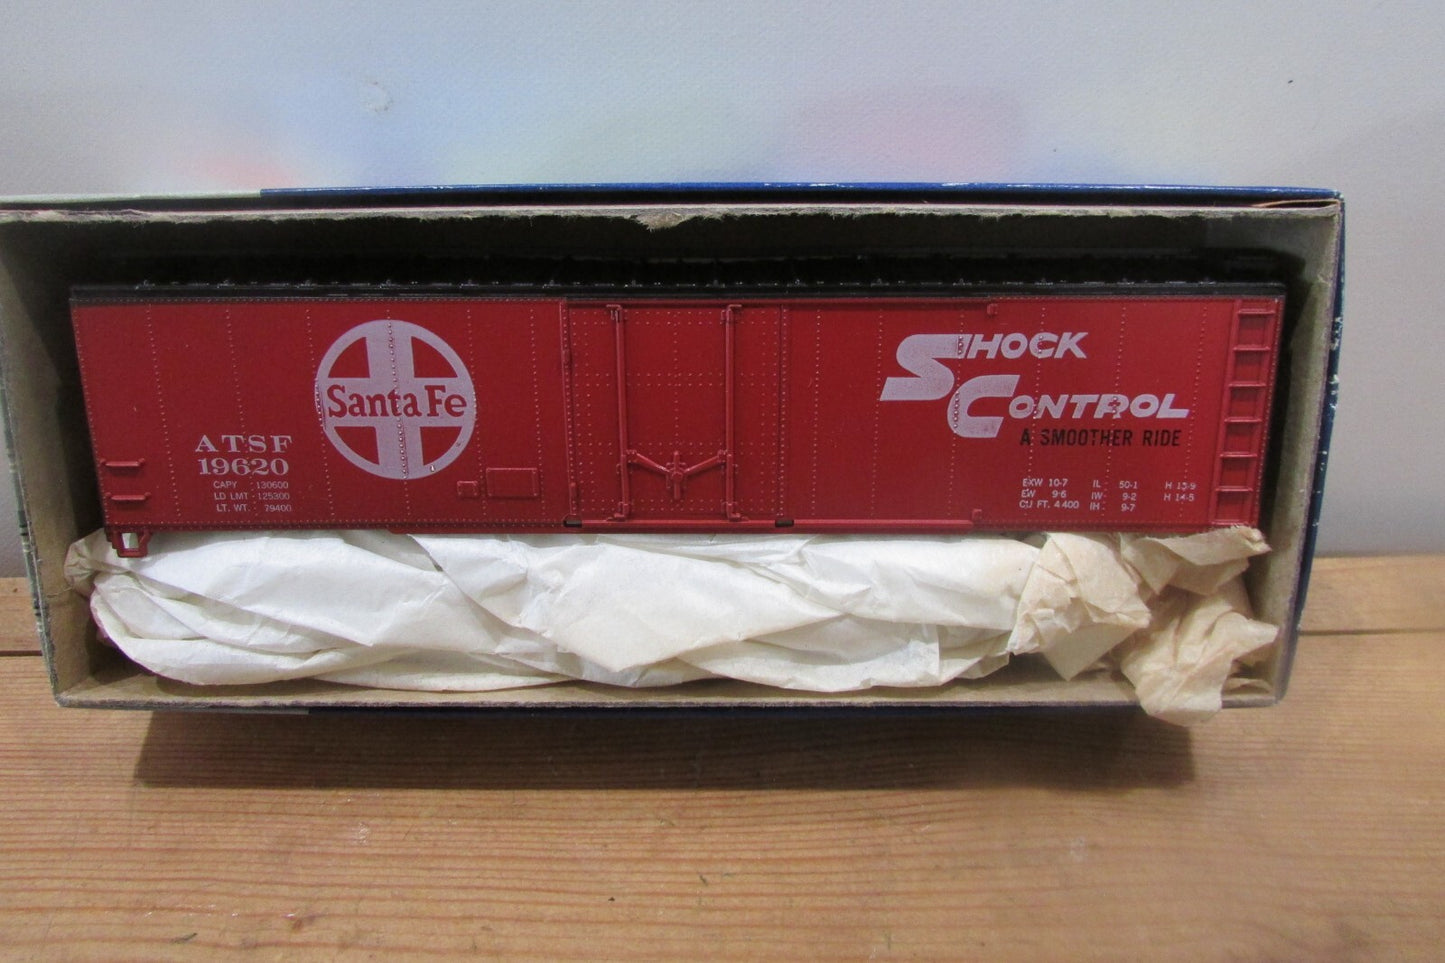 Santa Fe
ATSF
19620
CAPY 130600
LD LMT 125300
LT. WT. 79400
SHOCK
CONTROL
A SMOOTHER RIDE
EXW 10-7 IL 50-1 H 13-9
EW 9-6 IW 9-2 H 14-5
CU FT. 4400 IH 9-7